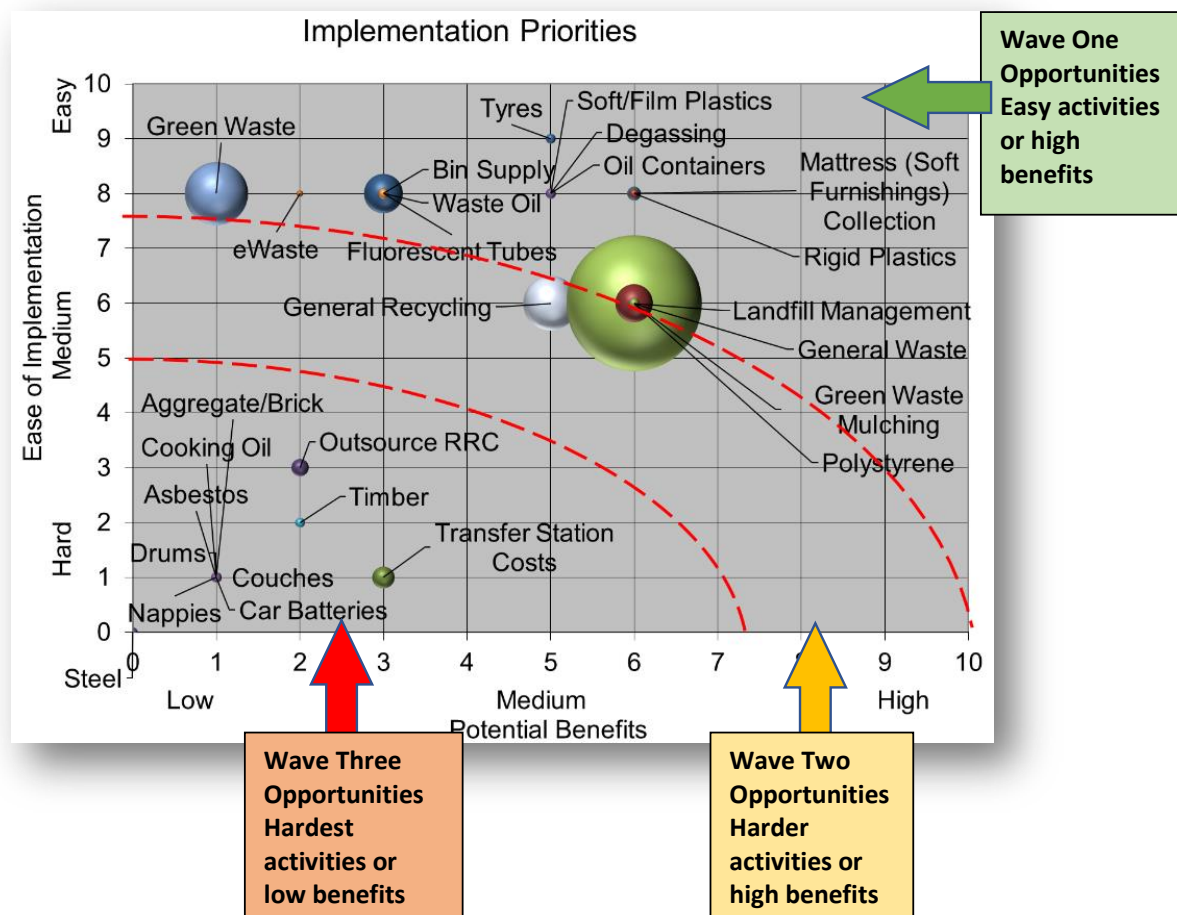 Implementation Priorities
Wave One
Opportunities
Easy activities
or high
benefits
Easy
Medium
Hard
Ease of Implementation
10
9
8
7
6
5
4
3
2
1
0
Green Waste
eWaste
Tyres
Soft/Film Plastics
Degassing
Oil Containers
Bin Supply
Waste Oil
Fluorescent Tubes
Mattress (Soft
Furnishings)
Collection
Rigid Plastics
General Recycling
Landfill Management
General Waste
Green Waste
Mulching
Polystyrene
Aggregate/Brick
Cooking Oil
Asbestos
Drums
Nappies
Outsource RRC
Timber
Transfer Station
Costs
Couches
Car Batteries
Steel
0 1 2 3 4 5 6 7 9 10
Low Medium High
Potential Benefits
Wave Three
Opportunities
Hardest
activities or
low benefits
Wave Two
Opportunities
Harder
activities or
high benefits